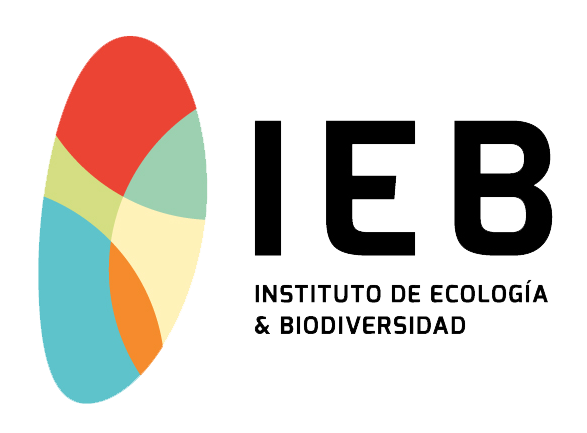 IEB
INSTITUTO DE ECOLOGÍA
& BIODIVERSIDAD